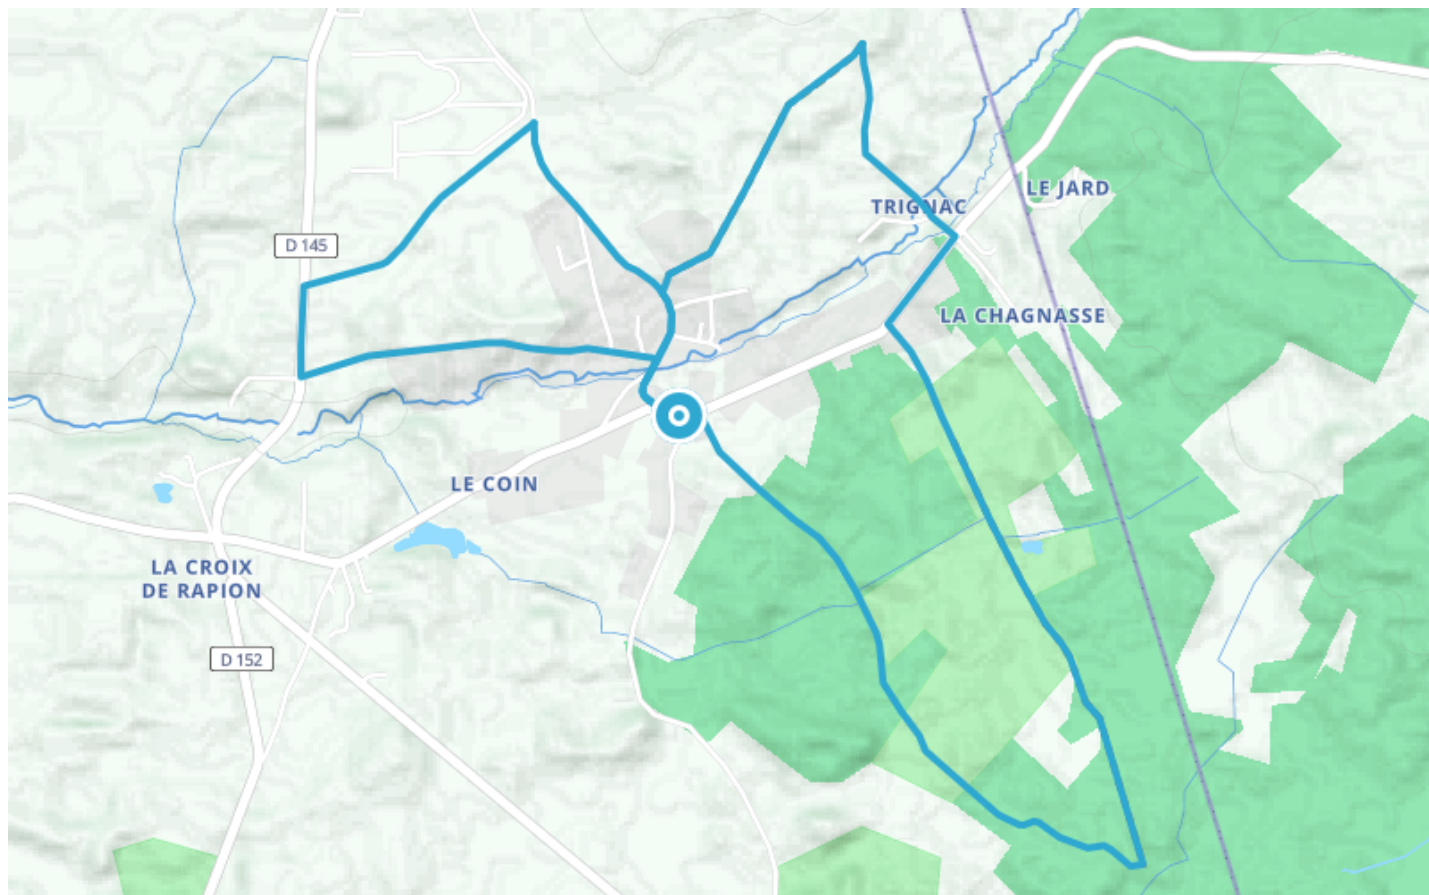 LE JARD
TRIGNAC
D 145
LA CHAGNASSE
LE COIN
LA CROIX
DE RAPION
D 152